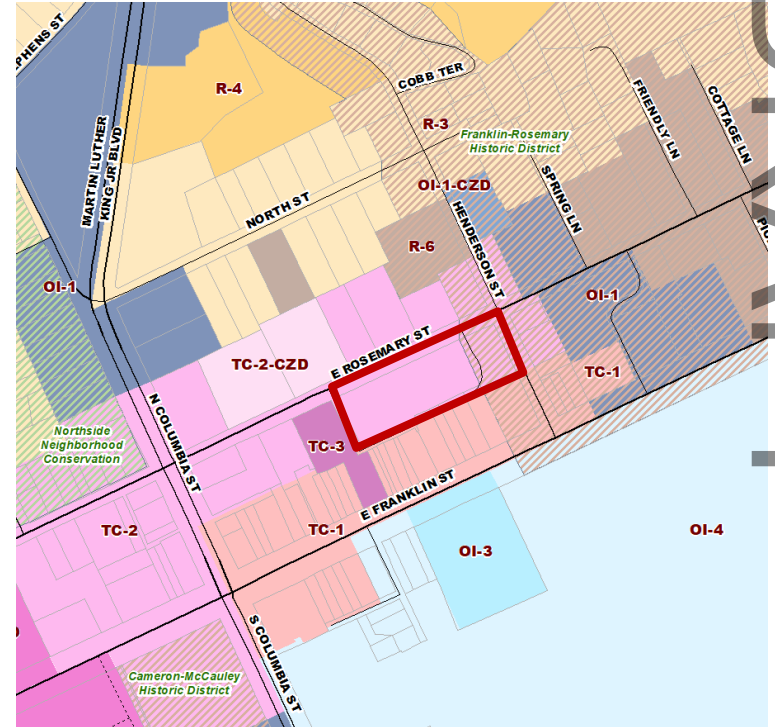 PHENS ST
R-4
COBB TER
R-3
Franklin-Rosemary
Historic District
FRIENDLY LN
COTTAGE LN
MARTIN LUTHER
KING JR BLVD
OI-1-CZD
SPRING LN
NORTH ST
HENDERSON ST
R-6
OI-1
OI-1
E ROSEMARY ST
TC-2-CZD
TC-1
N COLUMBIA ST
Northside
Neighborhood
Conservation
TC-3
E FRANKLIN ST
TC-2
TC-1
OI-3
OI-4
S COLUMBIA ST
Cameron-McCauley
Historic District